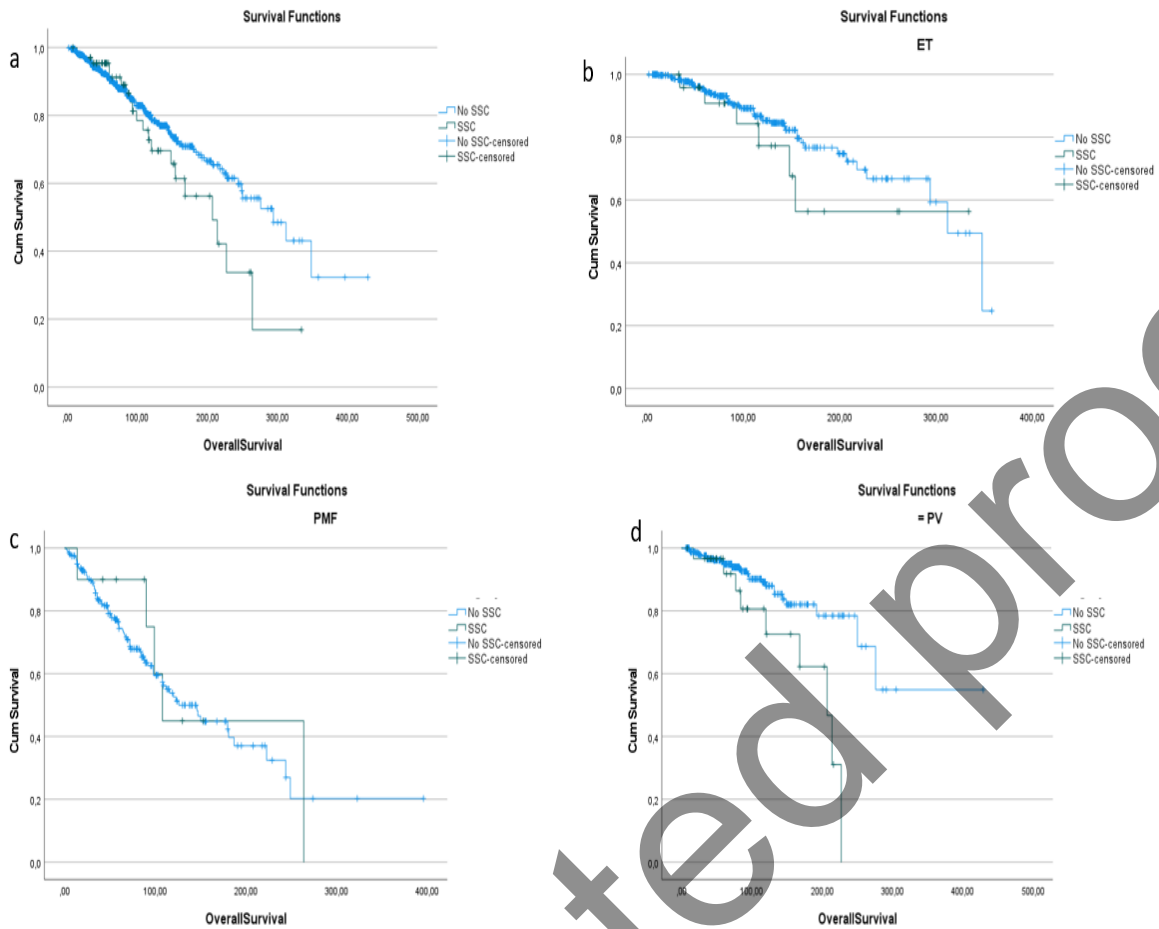 a
Survival Functions
1,0
0,8
0,6
0,4
0,2
0,0
Cum Survival
,00 100,00 200,00 300,00 400,00 500,00
OverallSurvival
No SSC
SSC
No SSC-censored
SSC-censored
b
Survival Functions
ET
1,0
0,8
0,6
0,4
0,2
0,0
Cum Survival
,00 100,00 200,00 300,00 400,00
OverallSurvival
No SSC
SSC
No SSC-censored
SSC-censored
c
Survival Functions
PMF
1,0
0,8
0,6
0,4
0,2
0,0
Cum Survival
,00 100,00 200,00 300,00 400,00
OverallSurvival
No SSC
SSC
No SSC-censored
SSC-censored
d
Survival Functions
= PV
1,0
0,8
0,6
0,4
0,2
0,0
Cum Survival
,00 100,00 200,00 300,00 400,00 500,00
OverallSurvival
No SSC
SSC
No SSC-censored
SSC-censored
ted pro